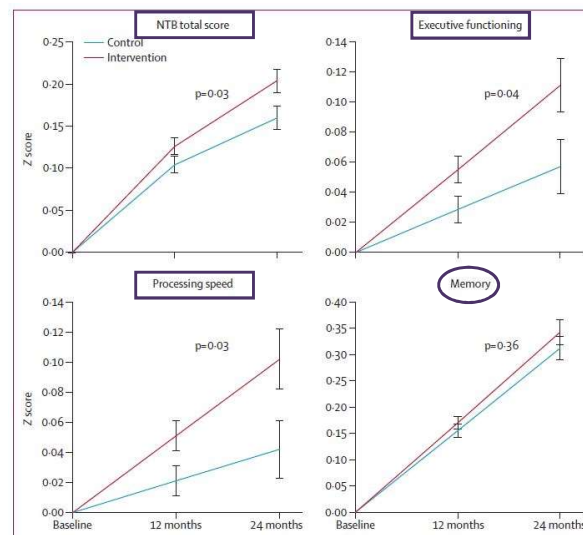 NTB total score
Control
Intervention
p=0·03
Z score
0·25
0·20
0·15
0·10
0·05
0·00
Executive functioning
p=0·04
0·14
0·12
0·10
0·08
0·06
0·04
0·02
0·00
Processing speed
p=0·03
Z score
0·14
0·12
0·10
0·08
0·06
0·04
0·02
0·00
Baseline 12 months 24 months
Memory
p=0·36
0·40
0·35
0·30
0·25
0·20
0·15
0·10
0·05
0·00
Baseline 12 months 24 months